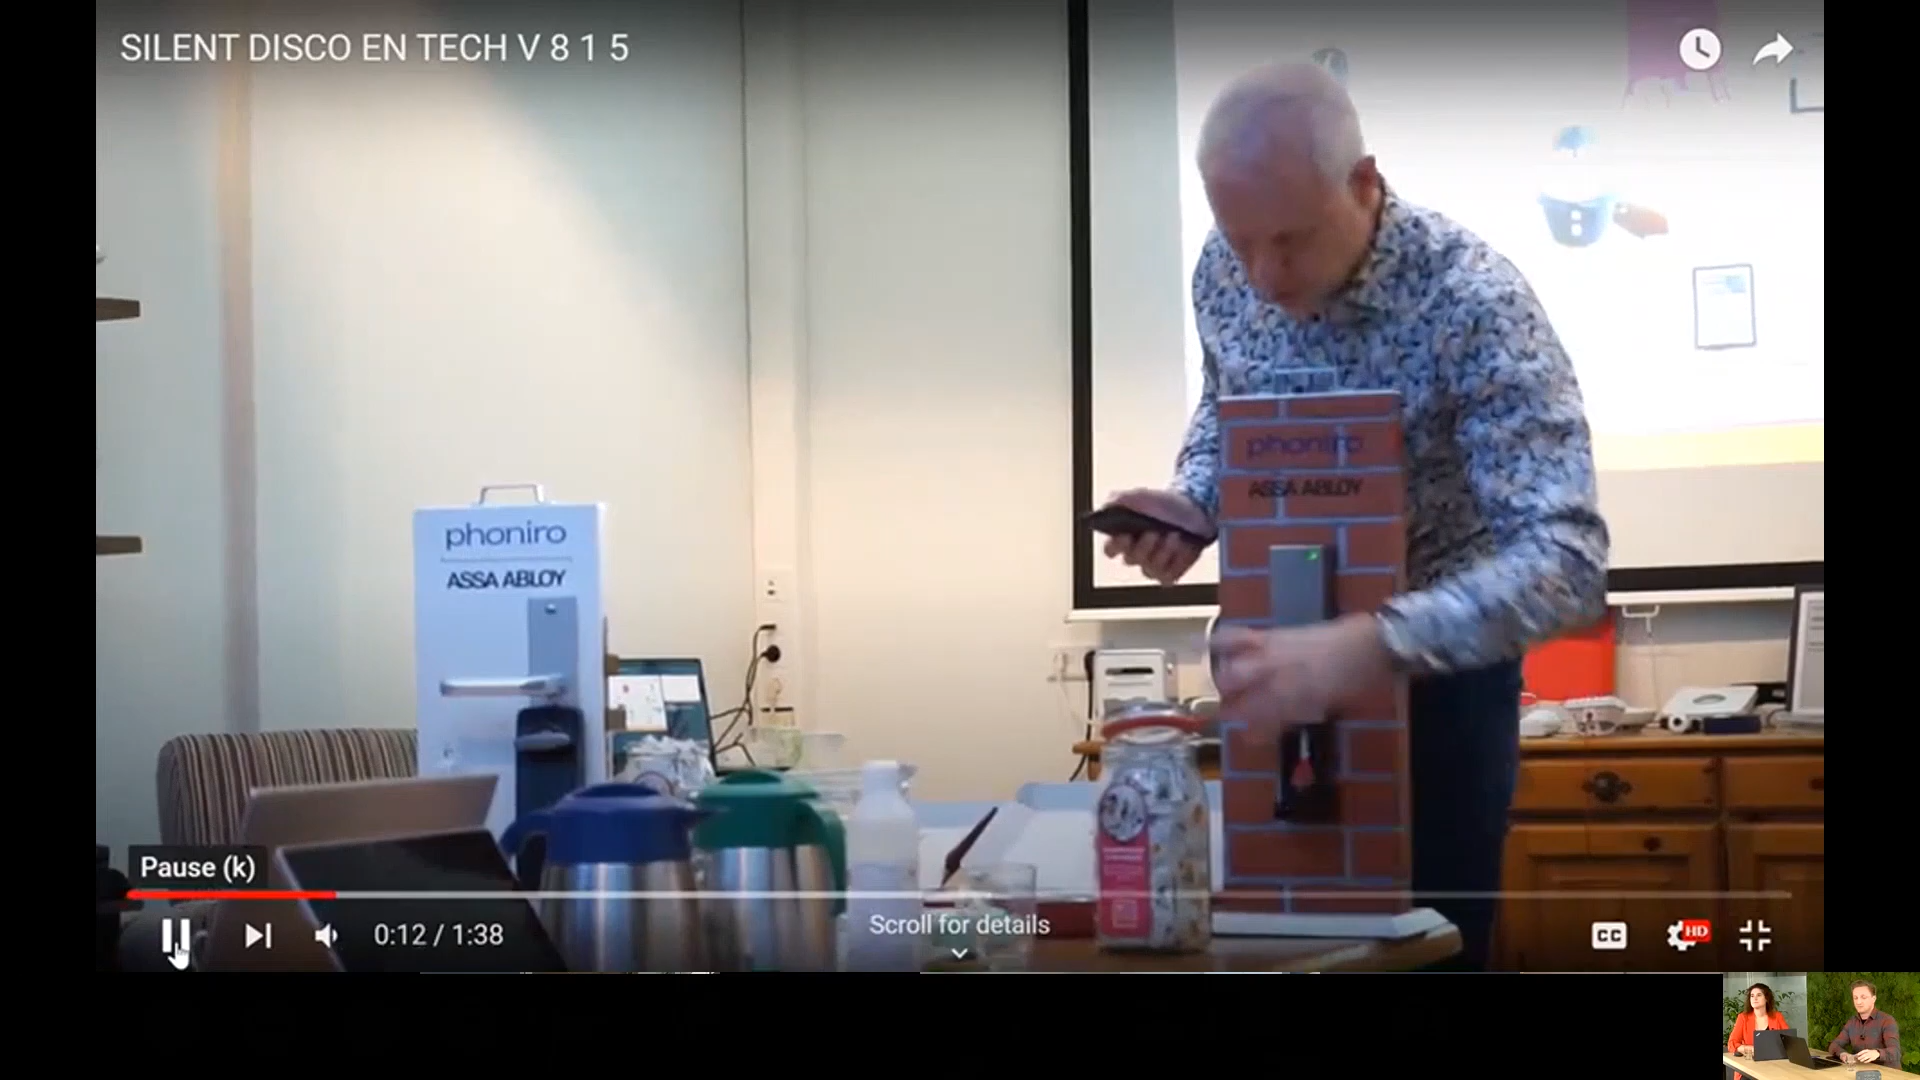 SILENT DISCO EN TECH V 8 1 5
phoniro
ASSA ABLOY
phoniro
ASSA ABLOY
Pause (k)
0:12 / 1:38
Scroll for details
CC
HD